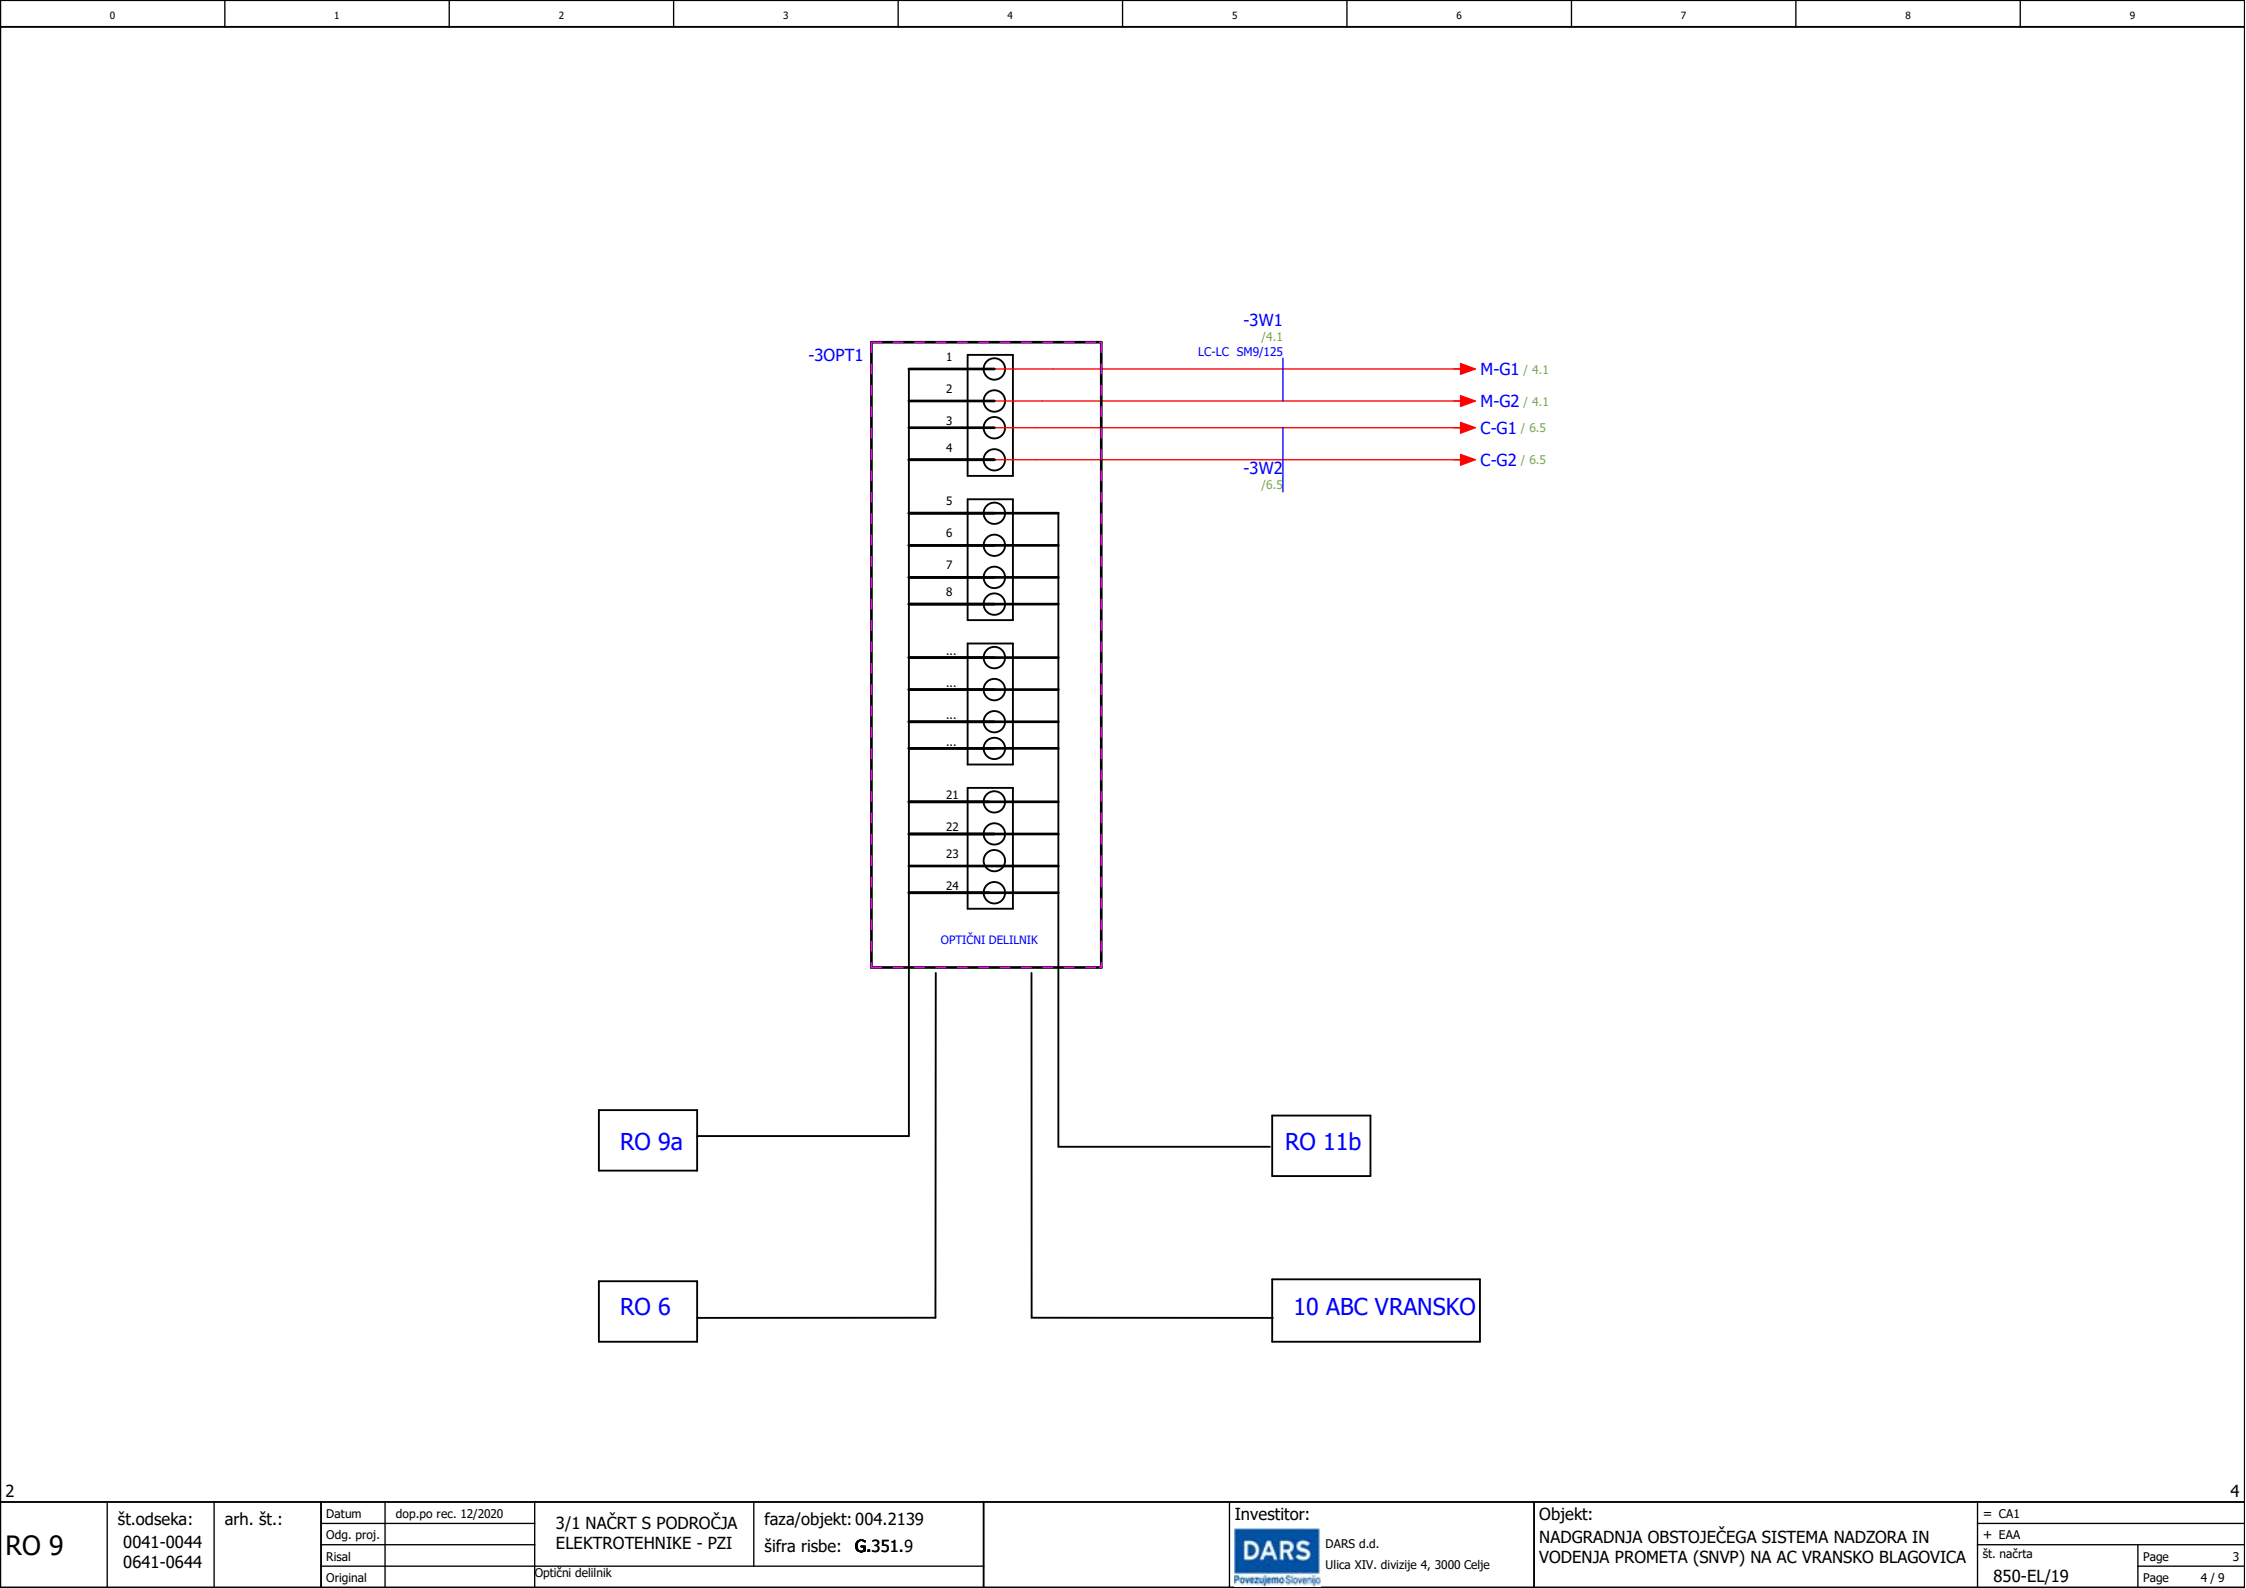 0 1 2 3 4 5 6 7 8 9
-3W1
/4.1
LC-LC SM9/125
-3OPT1
1
M-G1 / 4.1
2
M-G2 / 4.1
3
C-G1 / 6.5
4
C-G2 / 6.5
-3W2
/6.5
5
6
7
8
...
...
...
...
21
22
23
24
OPTIČNI DELILNIK
RO 9a
RO 11b
RO 6
10 ABC VRANSKO
2
4
RO 9
št.odseka:
0041-0044
0641-0644
arh. št.:
Datum dop.po rec. 12/2020
Odg. proj.
Risal
Original
3/1 NAČRT S PODROČJA
ELEKTROTEHNIKE - PZI
Optični delilnik
faza/objekt: 004.2139
šifra risbe: G.351.9
Investitor:
DARS
Povezujemo Slovenijo
DARS d.d.
Ulica XIV. divizije 4, 3000 Celje
Objekt:
NADGRADNJA OBSTOJEČEGA SISTEMA NADZORA IN
VODENJA PROMETA (SNVP) NA AC VRANSKO BLAGOVICA
= CA1
+ EAA
št. načrta
850-EL/19
Page 3
Page 4 / 9